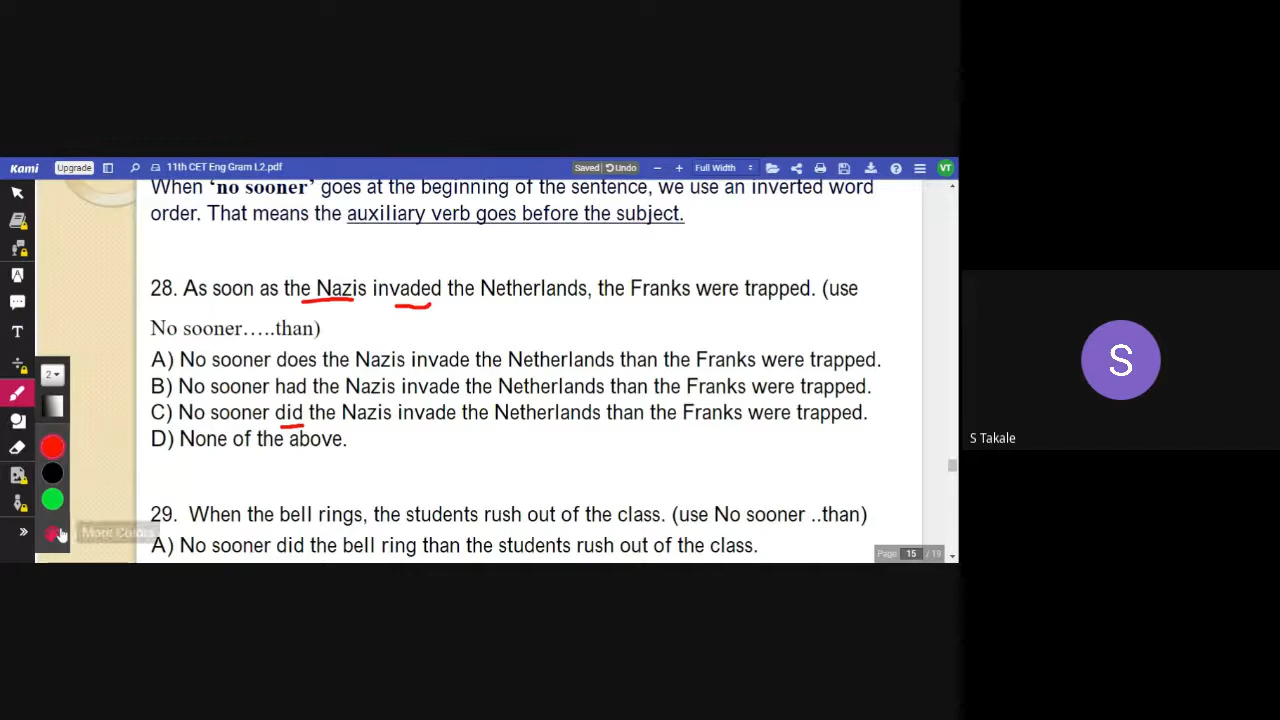 Kami
Upgrade
11th CET Eng Gram L2.pdf
Saved Undo
Full Width
VT
When ‘no sooner’ goes at the beginning of the sentence, we use an inverted word
order. That means the auxiliary verb goes before the subject.
28. As soon as the Nazis invaded the Netherlands, the Franks were trapped. (use
No sooner…..than)
A) No sooner does the Nazis invade the Netherlands than the Franks were trapped.
B) No sooner had the Nazis invade the Netherlands than the Franks were trapped.
C) No sooner did the Nazis invade the Netherlands than the Franks were trapped.
D) None of the above.
29. When the bell rings, the students rush out of the class. (use No sooner ..than)
A) No sooner did the bell ring than the students rush out of the class.
2
More Colors
Page 15 / 19
S
S Takale